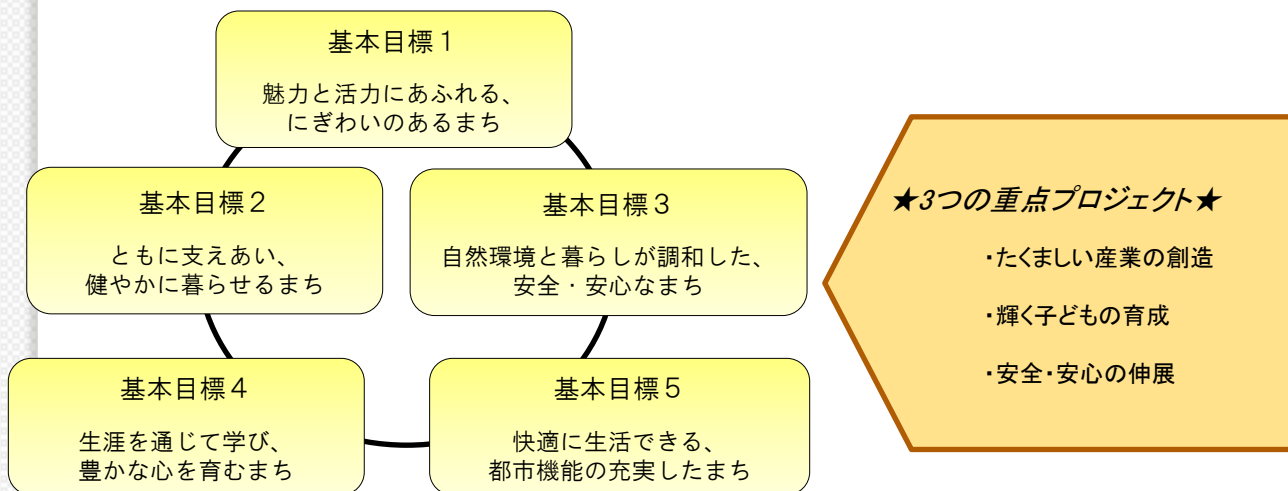 基本目標１
魅力と活力にあふれる、
にぎわいのあるまち
基本目標２
ともに支えあい、
健やかに暮らせるまち
基本目標３
自然環境と暮らしが調和した、
安全・安心なまち
基本目標４
生涯を通じて学び、
豊かな心を育むまち
基本目標５
快適に生活できる、
都市機能の充実したまち
★3つの重点プロジェクト★
・たくましい産業の創造
・輝く子どもの育成
・安全・安心の伸展